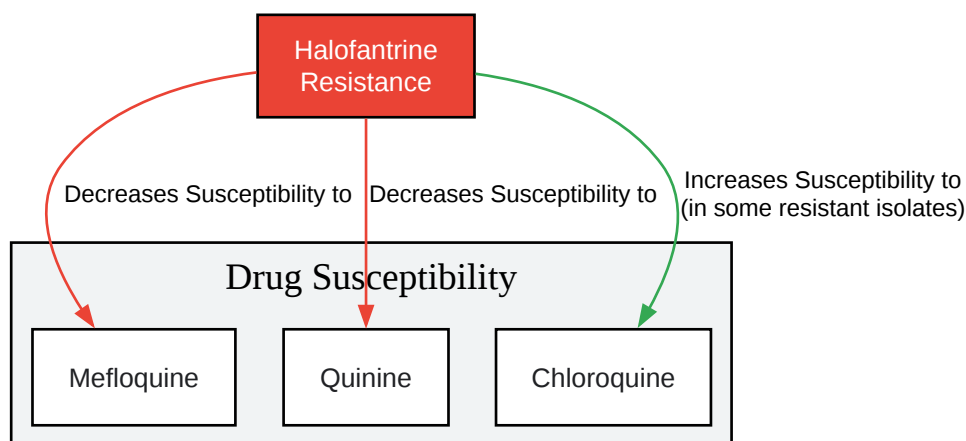 Halofantrine
Resistance
Decreases Susceptibility to
Decreases Susceptibility to
Increases Susceptibility to
(in some resistant isolates)
Drug Susceptibility
Mefloquine
Quinine
Chloroquine